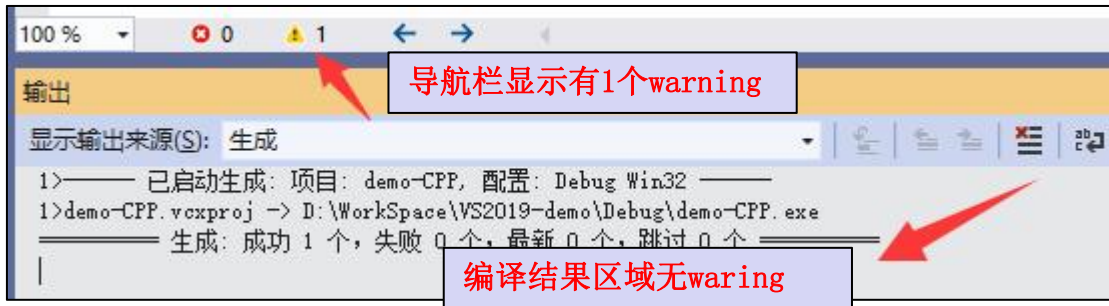 100 % 0 1
导航栏显示有1个warning
输出
显示输出来源(S): 生成
1>—— 已启动生成: 项目: demo-CPP, 配置: Debug Win32 ——
1>demo-CPP.vcxproj -> D:\WorkSpace\VS2019-demo\Debug\demo-CPP.exe
========== 生成: 成功 1 个，失败 0 个，最新 0 个，跳过 0 个 ==========
编译结果区域无waring